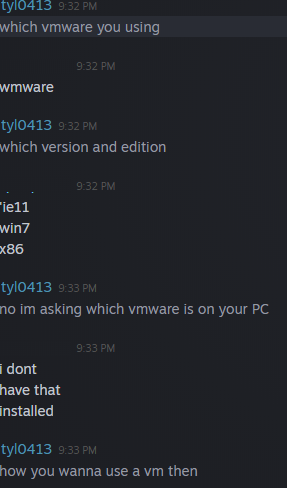 tyl0413 9:32 PM
which vmware you using
9:32 PM
wmware
tyl0413 9:32 PM
which version and edition
9:32 PM
'ie11
win7
x86
tyl0413 9:33 PM
no im asking which vmware is on your PC
9:33 PM
i dont
have that
installed
tyl0413 9:33 PM
how you wanna use a vm then